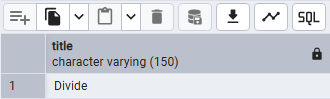 SQL
title
character varying (150)
1 Divide